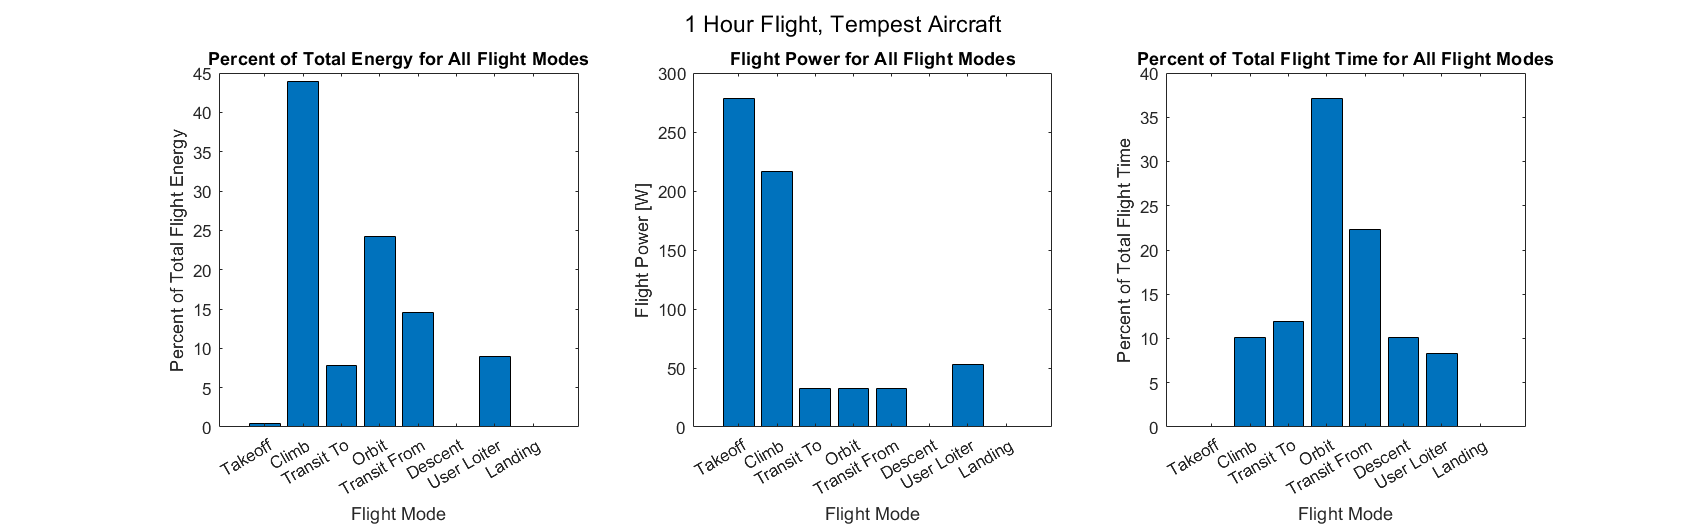 1 Hour Flight, Tempest Aircraft
Percent of Total Energy for All Flight Modes
45
40
35
30
25
20
15
10
5
0
Percent of Total Flight Energy
Takeoff
Climb
Transit To
Orbit
Transit From
Descent
User Loiter
Landing
Flight Mode
Flight Power for All Flight Modes
300
250
200
150
100
50
0
Flight Power [W]
Takeoff
Climb
Transit To
Orbit
Transit From
Descent
User Loiter
Landing
Flight Mode
Percent of Total Flight Time for All Flight Modes
40
35
30
25
20
15
10
5
0
Percent of Total Flight Time
Takeoff
Climb
Transit To
Orbit
Transit From
Descent
User Loiter
Landing
Flight Mode